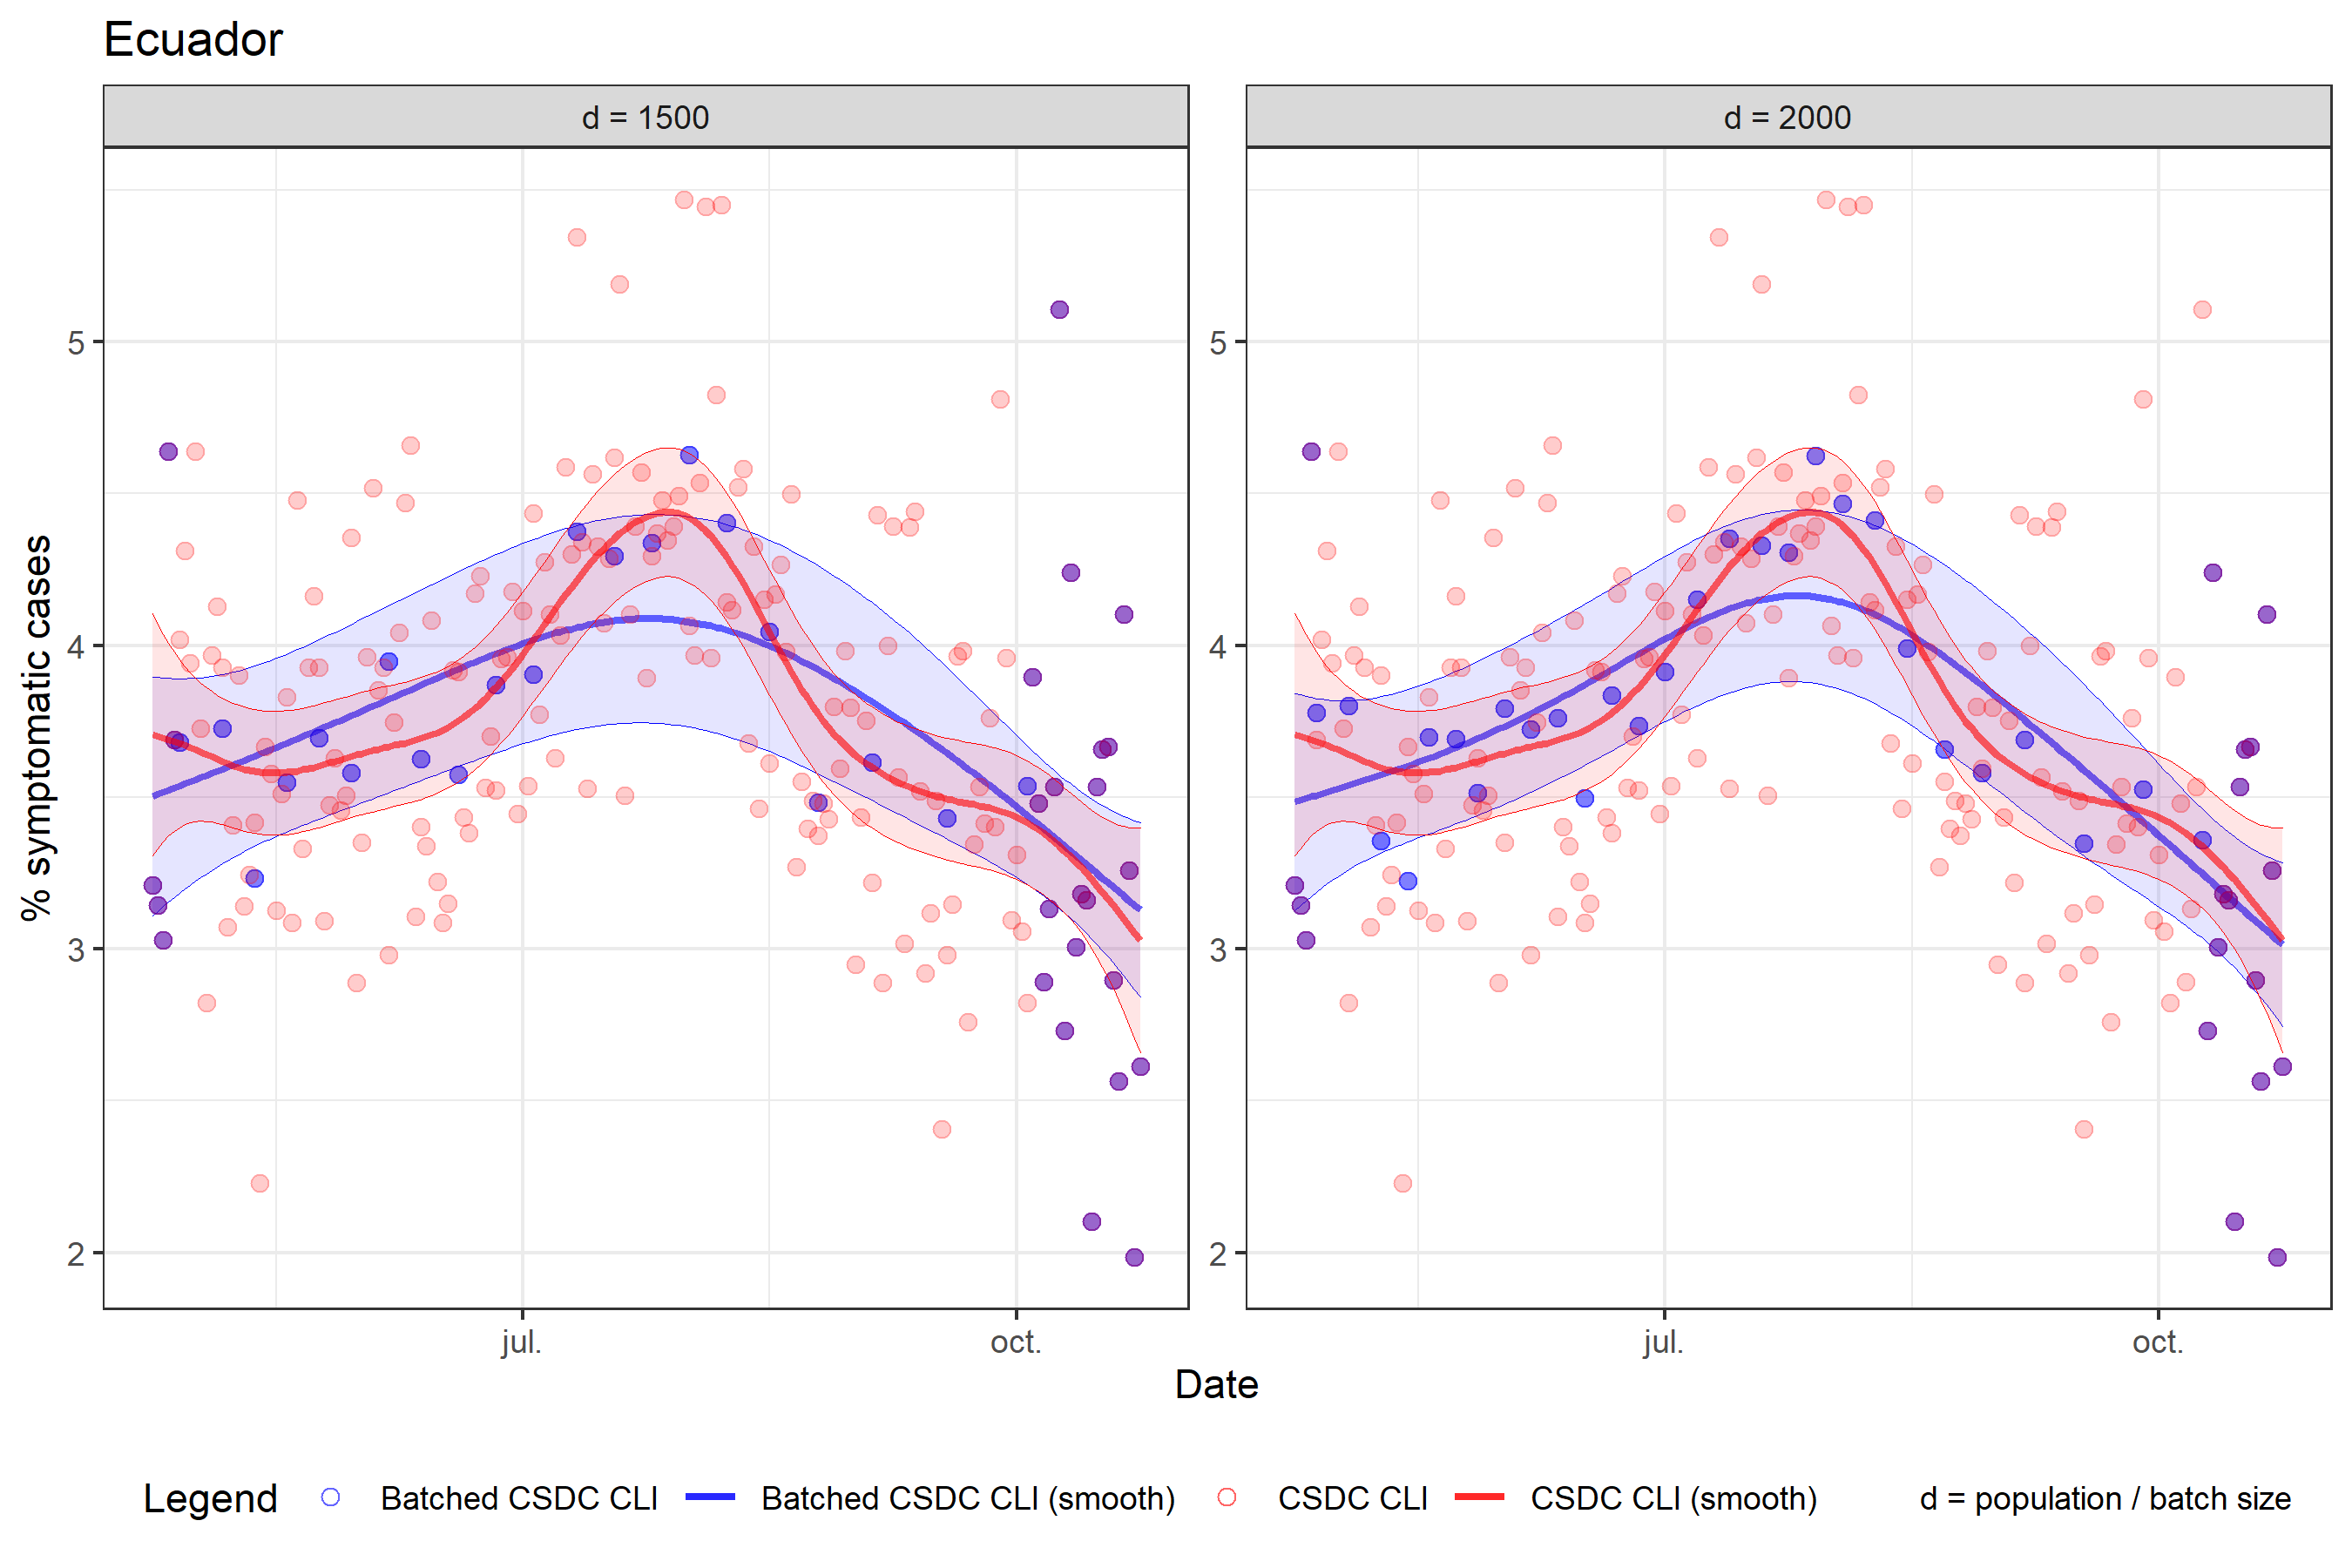 Ecuador
d = 1500
d = 2000
% symptomatic cases
5
4
3
2
5
4
3
2
jul.
oct.
jul.
oct.
Date
Legend
Batched CSDC CLI
Batched CSDC CLI (smooth)
CSDC CLI
CSDC CLI (smooth)
d = population / batch size